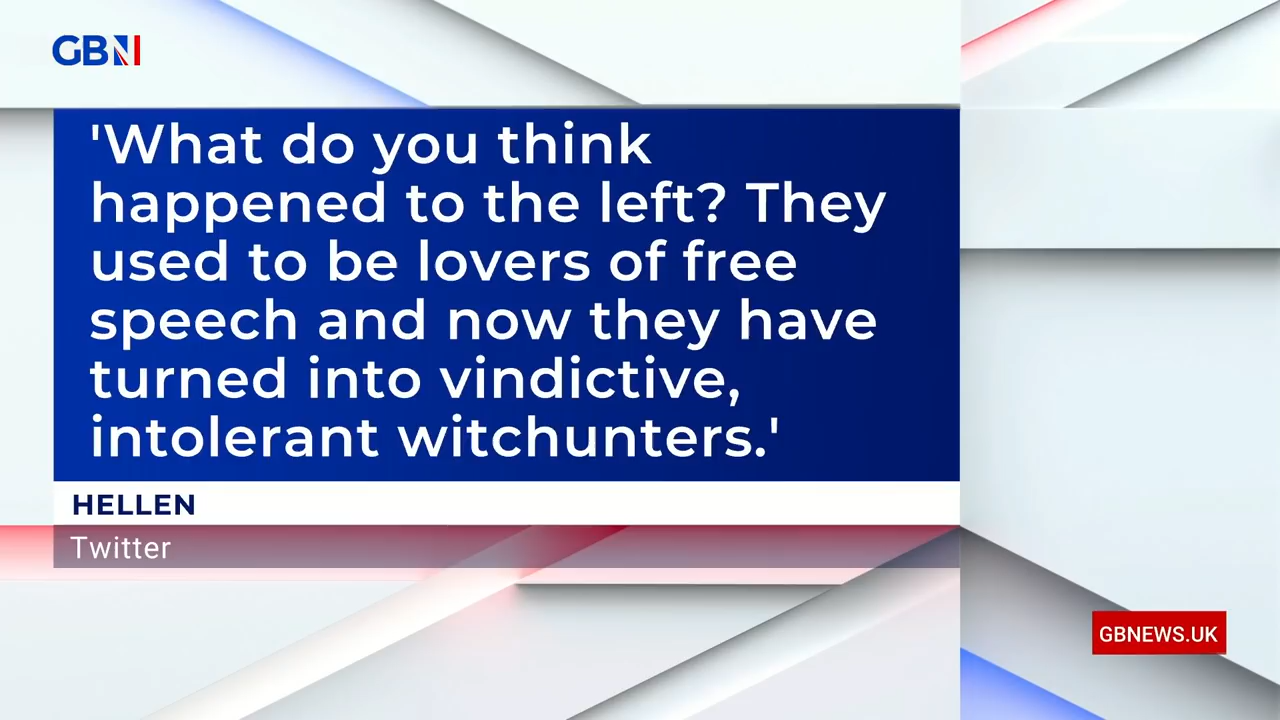 GBN
'What do you think
happened to the left? They
used to be lovers of free
speech and now they have
turned into vindictive,
intolerant witchunters.'
HELLEN
Twitter
GBNEWS.UK